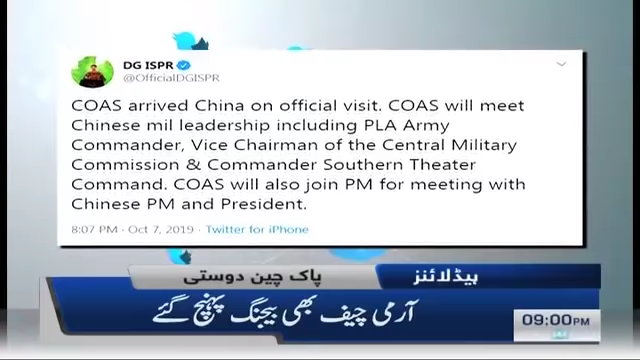 DG ISPR
@OfficialDGISPR
COAS arrived China on official visit. COAS will meet
Chinese mil leadership including PLA Army
Commander, Vice Chairman of the Central Military
Commission & Commander Southern Theater
Command. COAS will also join PM for meeting with
Chinese PM and President.
8:07 PM · Oct 7, 2019 · Twitter for iPhone
ہیڈلائنز
پاک چین دوستی
آرمی چیف بھی بیجنگ پہنچ گئے
09:00PM